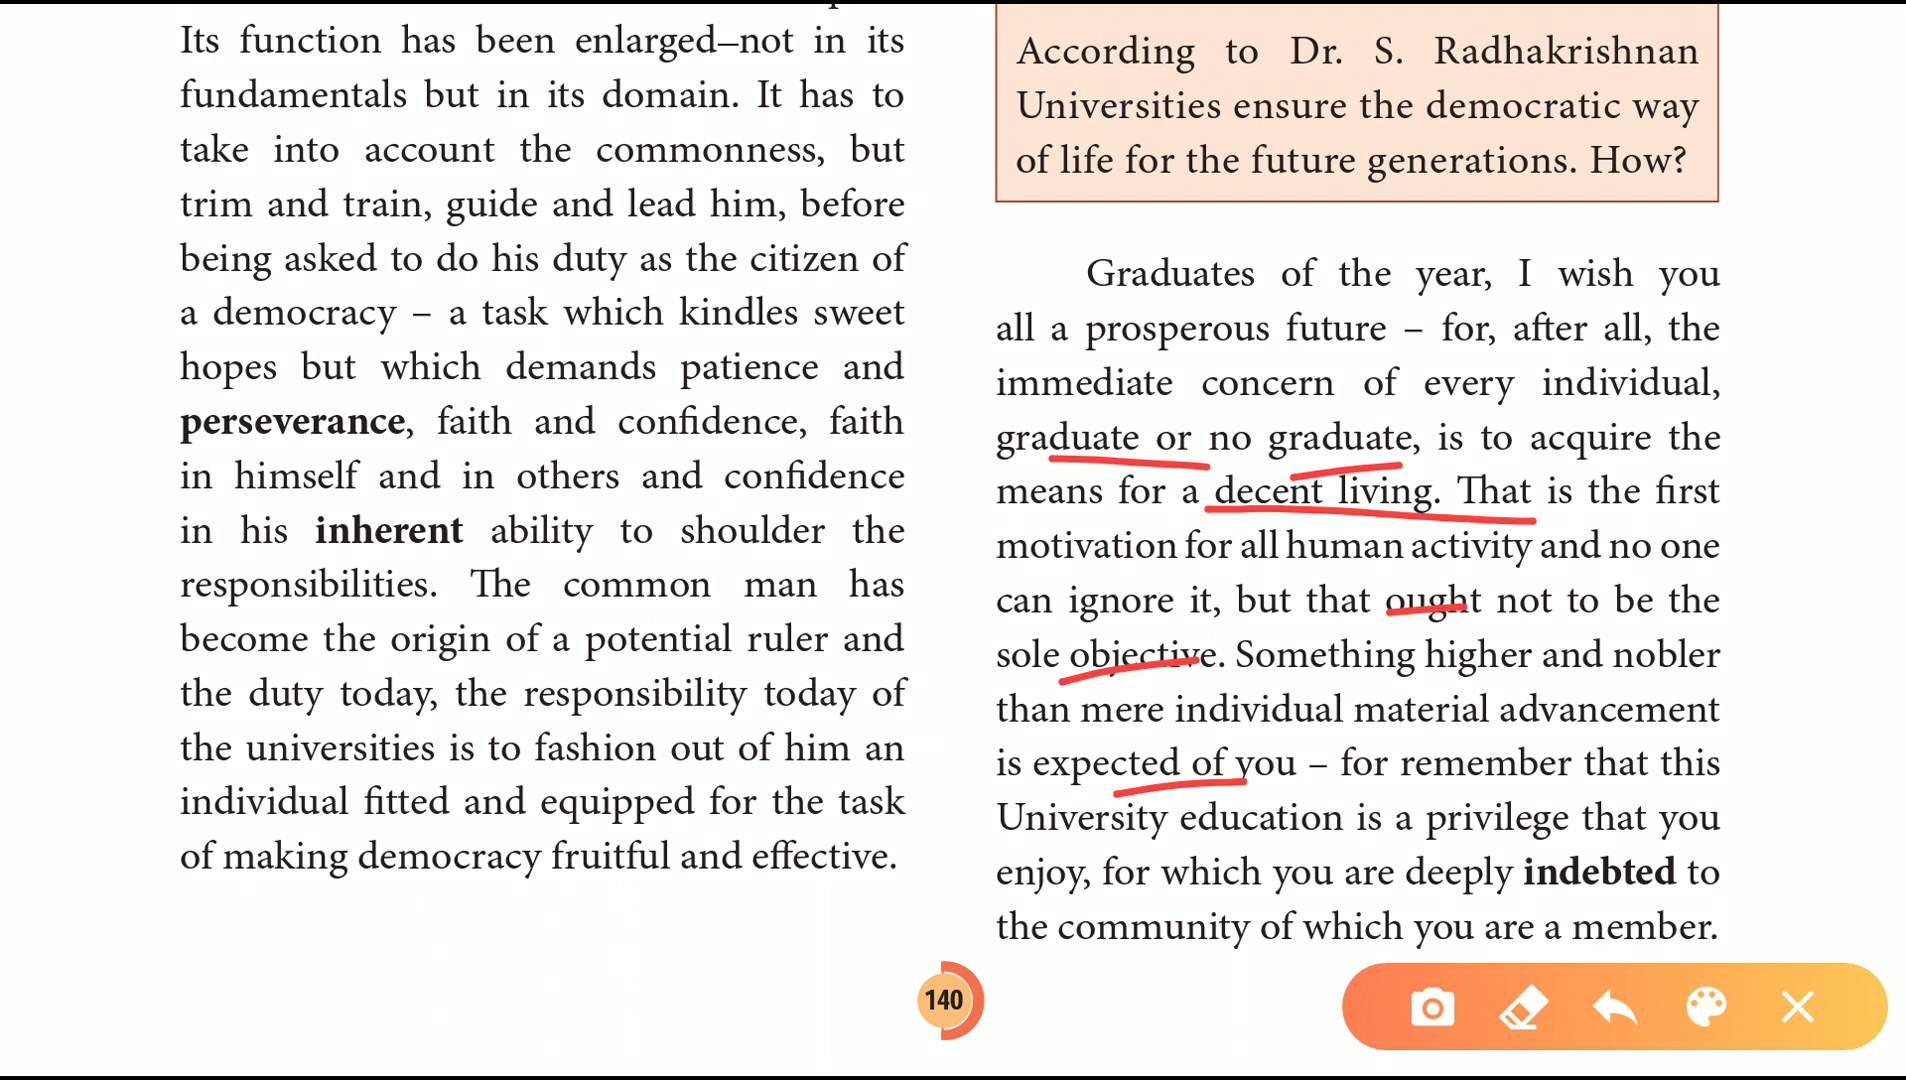 Its function has been enlarged–not in its
fundamentals but in its domain. It has to
take into account the commonness, but
trim and train, guide and lead him, before
being asked to do his duty as the citizen of
a democracy – a task which kindles sweet
hopes but which demands patience and
perseverance, faith and confidence, faith
in himself and in others and confidence
in his inherent ability to shoulder the
responsibilities. The common man has
become the origin of a potential ruler and
the duty today, the responsibility today of
the universities is to fashion out of him an
individual fitted and equipped for the task
of making democracy fruitful and effective.
According to Dr. S. Radhakrishnan
Universities ensure the democratic way
of life for the future generations. How?
Graduates of the year, I wish you
all a prosperous future – for, after all, the
immediate concern of every individual,
graduate or no graduate, is to acquire the
means for a decent living. That is the first
motivation for all human activity and no one
can ignore it, but that ought not to be the
sole objective. Something higher and nobler
than mere individual material advancement
is expected of you – for remember that this
University education is a privilege that you
enjoy, for which you are deeply indebted to
the community of which you are a member.
140